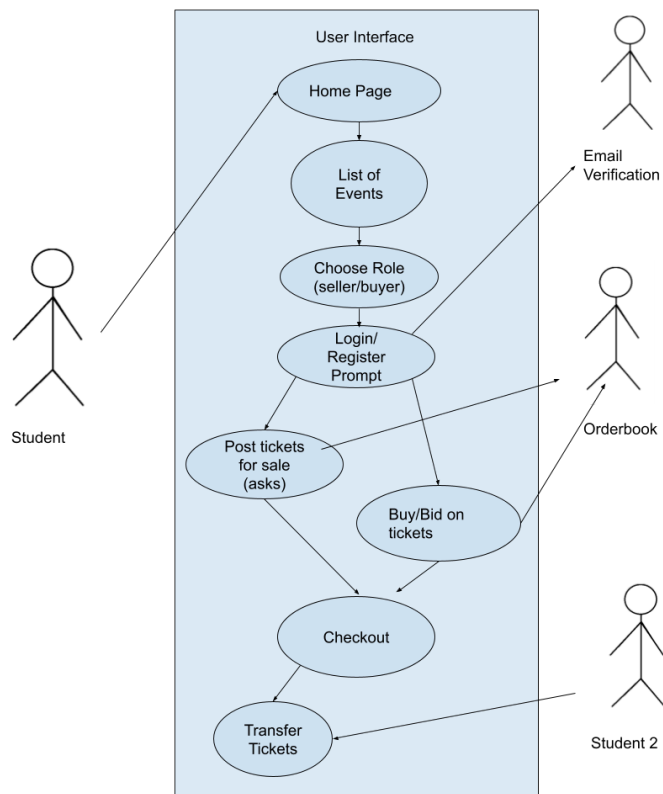 User Interface
Home Page
Email
Verification
List of
Events
Choose Role
(seller/buyer)
Login/
Register
Prompt
Student
Orderbook
Post tickets
for sale
(asks)
Buy/Bid on
tickets
Checkout
Transfer
Tickets
Student 2